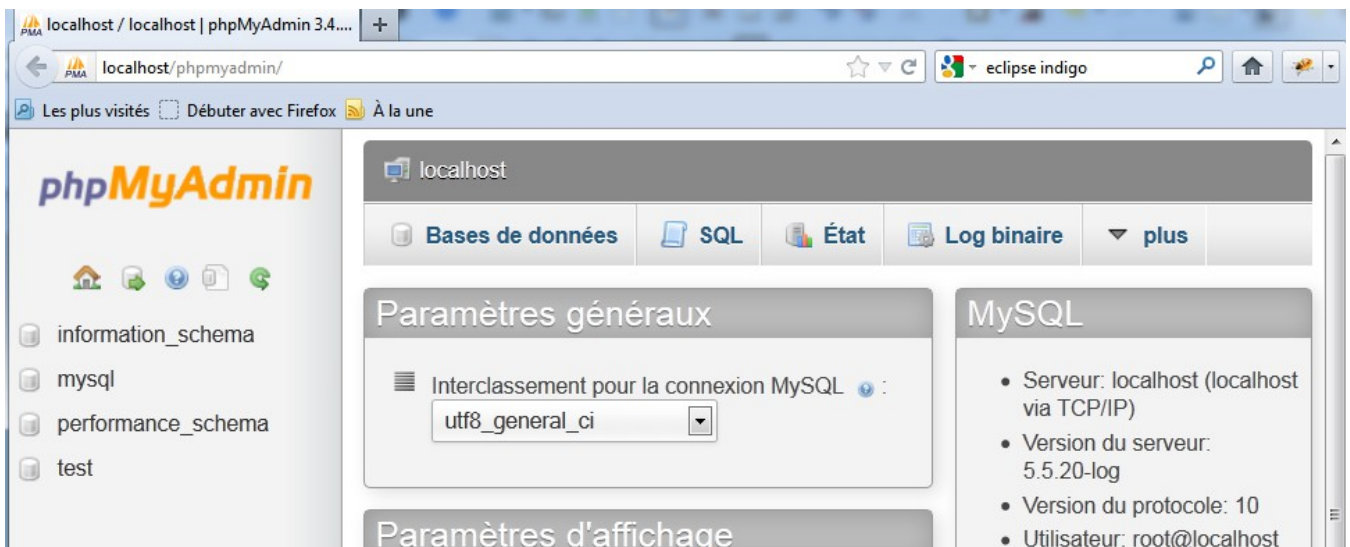 localhost / localhost | phpMyAdmin 3.4....
PMA localhost/phpmyadmin/
eclipse indigo
Les plus visités Débuter avec Firefox À la une
phpMyAdmin
information_schema
mysql
performance_schema
test
localhost
Bases de données SQL État Log binaire plus
Paramètres généraux
Interclassement pour la connexion MySQL :
utf8_general_ci
Paramètres d'affichage
MySQL
Serveur: localhost (localhost
via TCP/IP)
Version du serveur:
5.5.20-log
Version du protocole: 10
Utilisateur: root@localhost